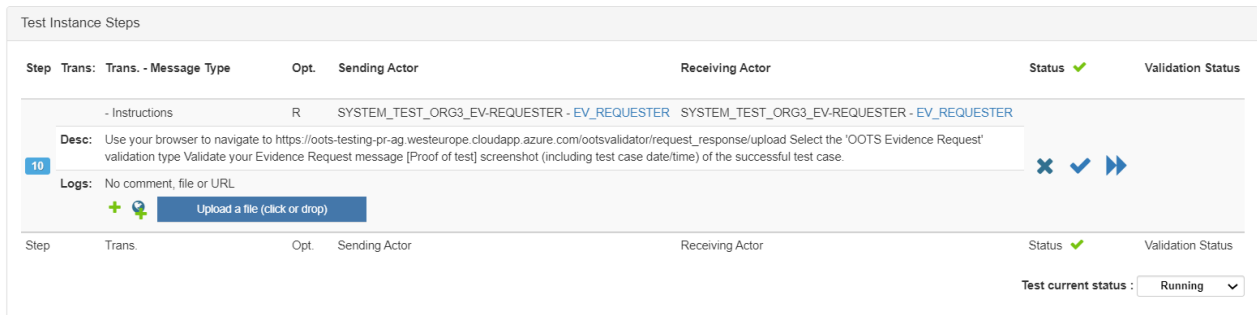 Test Instance Steps
Step Trans: Trans. - Message Type Opt. Sending Actor Receiving Actor Status Validation Status
- Instructions R SYSTEM_TEST_ORG3_EV-REQUESTER - EV_REQUESTER SYSTEM_TEST_ORG3_EV-REQUESTER - EV_REQUESTER
Desc: Use your browser to navigate to https://oots-testing-pr-ag.westeurope.cloudapp.azure.com/ootsvalidator/request_response/upload Select the 'OOTS Evidence Request'
validation type Validate your Evidence Request message [Proof of test] screenshot (including test case date/time) of the successful test case.
10
Logs: No comment, file or URL
Upload a file (click or drop)
Step Trans. Opt. Sending Actor Receiving Actor Status Validation Status
Test current status : Running